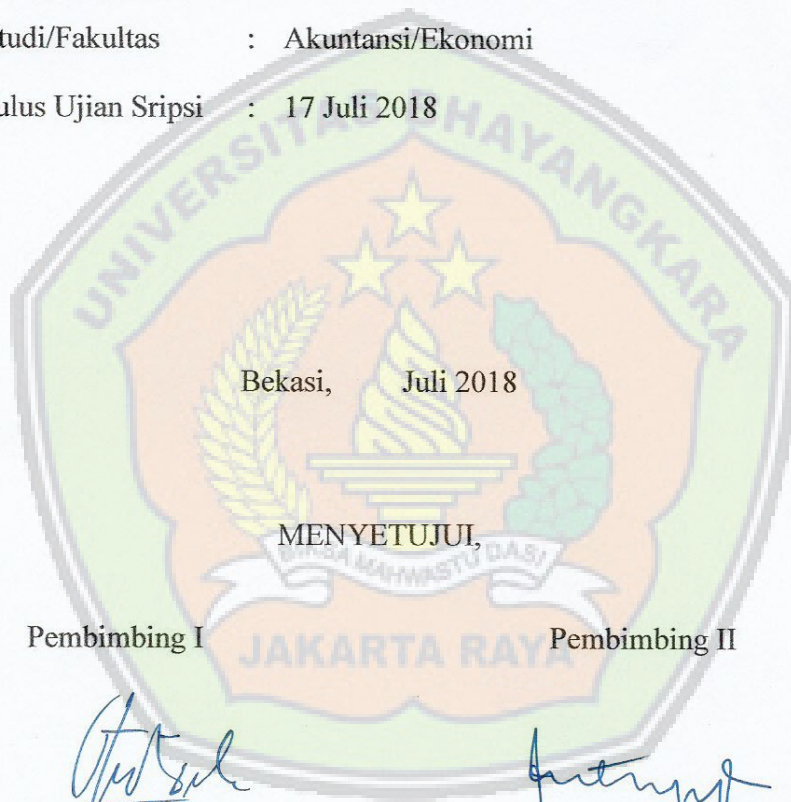 tudi/Fakultas : Akuntansi/Ekonomi
ulus Ujian Sripsi : 17 Juli 2018
UNIVERSITAS BHAYANGKARA
Bekasi, Juli 2018
MENYETUJUI,
MAHWASTU DASI
Pembimbing I Pembimbing II
JAKARTA RAYA